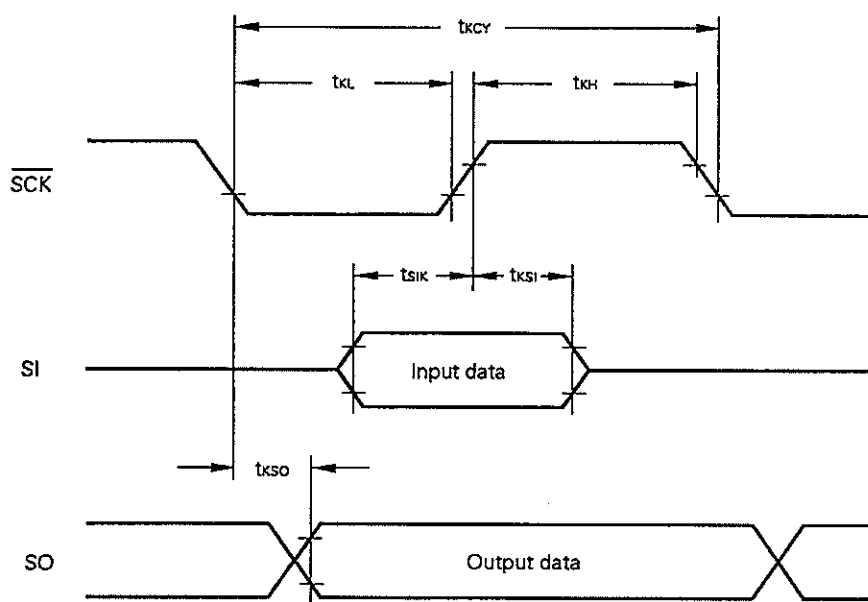 tKCY
tKL
tKH
SCK
tSIK
tKSI
SI
Input data
tKSO
SO
Output data